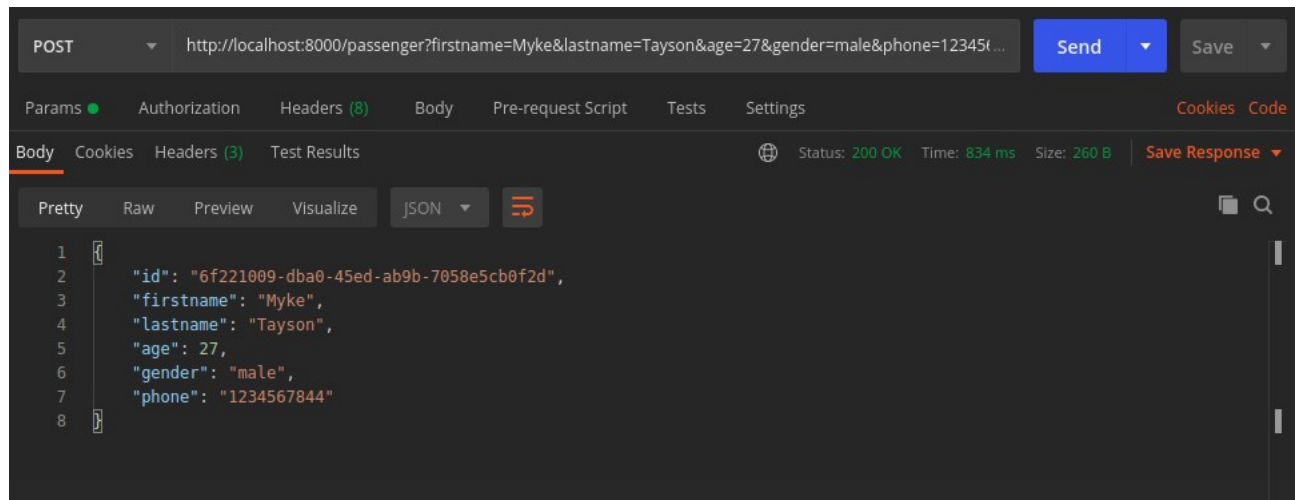 POST http://localhost:8000/passenger?firstname=Myke&lastname=Tayson&age=27&gender=male&phone=12345... Send Save
Params Authorization Headers (8) Body Pre-request Script Tests Settings Cookies Code
Body Cookies Headers (3) Test Results Status: 200 OK Time: 834 ms Size: 260 B Save Response
Pretty Raw Preview Visualize JSON
1 {
2 "id": "6f221009-dba0-45ed-ab9b-7058e5cb0f2d",
3 "firstname": "Myke",
4 "lastname": "Tayson",
5 "age": 27,
6 "gender": "male",
7 "phone": "1234567844"
8 }